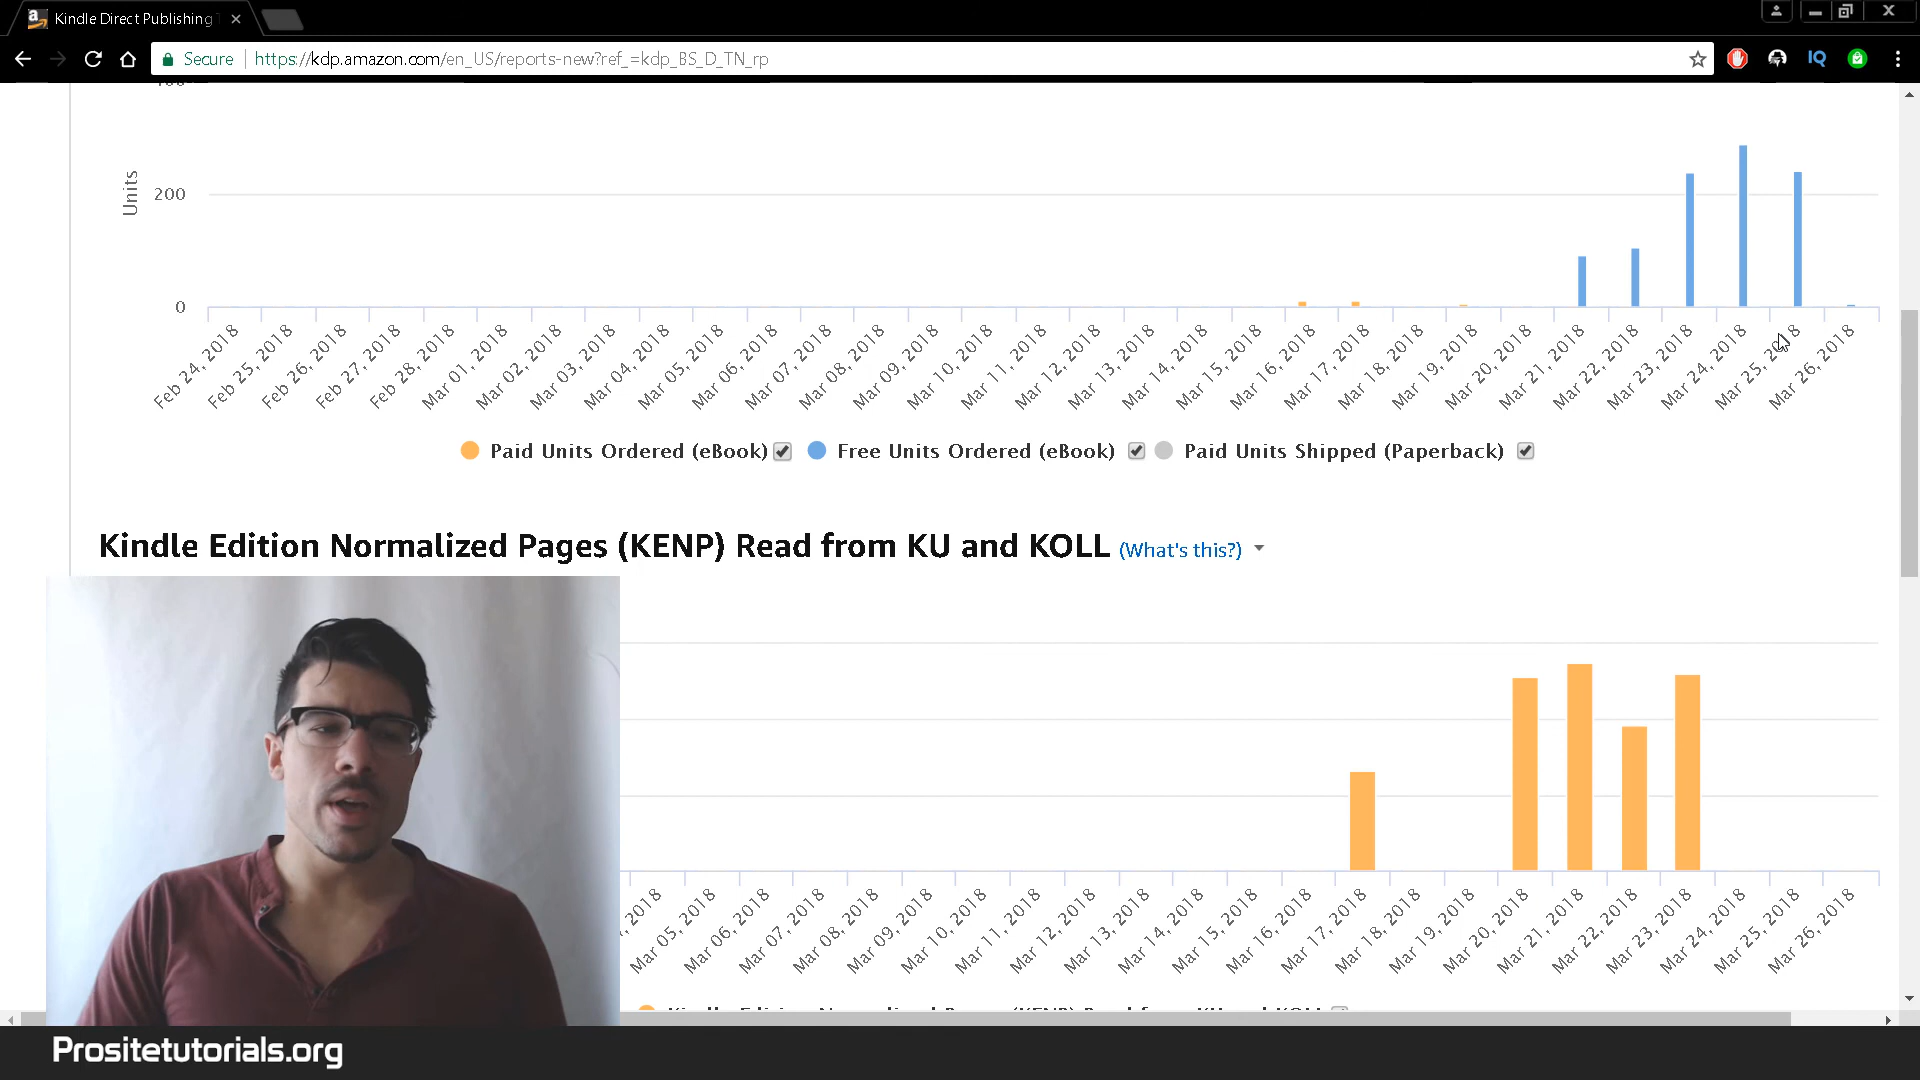 Kindle Direct Publishing
Secure
https://kdp.amazon.com/en_US/reports-new?ref_=kdp_BS_D_TN_rp
IQ
Units
200
0
Feb 24, 2018
Feb 25, 2018
Feb 26, 2018
Feb 27, 2018
Feb 28, 2018
Mar 01, 2018
Mar 02, 2018
Mar 03, 2018
Mar 04, 2018
Mar 05, 2018
Mar 06, 2018
Mar 07, 2018
Mar 08, 2018
Mar 09, 2018
Mar 10, 2018
Mar 11, 2018
Mar 12, 2018
Mar 13, 2018
Mar 14, 2018
Mar 15, 2018
Mar 16, 2018
Mar 17, 2018
Mar 18, 2018
Mar 19, 2018
Mar 20, 2018
Mar 21, 2018
Mar 22, 2018
Mar 23, 2018
Mar 24, 2018
Mar 25, 2018
Mar 26, 2018
Paid Units Ordered (eBook) Free Units Ordered (eBook) Paid Units Shipped (Paperback)
Kindle Edition Normalized Pages (KENP) Read from KU and KOLL (What's this?)
Mar 05, 2018
Mar 06, 2018
Mar 07, 2018
Mar 08, 2018
Mar 09, 2018
Mar 10, 2018
Mar 11, 2018
Mar 12, 2018
Mar 13, 2018
Mar 14, 2018
Mar 15, 2018
Mar 16, 2018
Mar 17, 2018
Mar 18, 2018
Mar 19, 2018
Mar 20, 2018
Mar 21, 2018
Mar 22, 2018
Mar 23, 2018
Mar 24, 2018
Mar 25, 2018
Mar 26, 2018
Kindle Edition Normalized Pages (KENP) Read from KU and KOLL
Prositetutorials.org